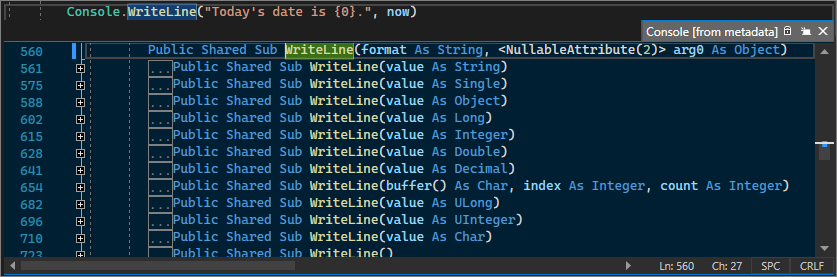 Console.WriteLine("Today's date is {0}.", now)
Console [from metadata]
560 Public Shared Sub WriteLine(format As String, <NullableAttribute(2)> arg0 As Object)
561 ...Public Shared Sub WriteLine(value As String)
575 ...Public Shared Sub WriteLine(value As Single)
588 ...Public Shared Sub WriteLine(value As Object)
602 ...Public Shared Sub WriteLine(value As Long)
615 ...Public Shared Sub WriteLine(value As Integer)
628 ...Public Shared Sub WriteLine(value As Double)
641 ...Public Shared Sub WriteLine(value As Decimal)
654 ...Public Shared Sub WriteLine(buffer() As Char, index As Integer, count As Integer)
682 ...Public Shared Sub WriteLine(value As ULong)
696 ...Public Shared Sub WriteLine(value As UInteger)
710 ...Public Shared Sub WriteLine(value As Char)
723 ...Public Shared Sub WriteLine()
Ln: 560 Ch: 27 SPC CRLF